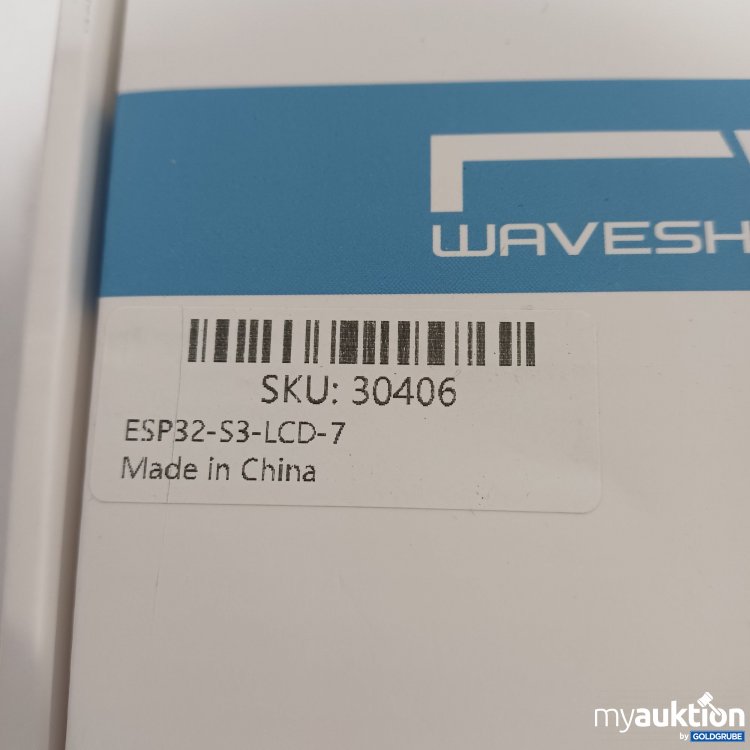 WAVESH
SKU: 30406
ESP32-S3-LCD-7
Made in China
myauktion
by GOLDGRUBE